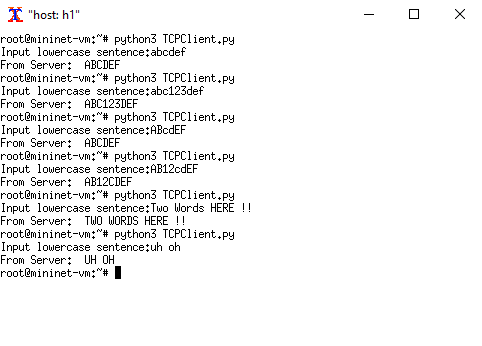 "host: h1"
root@mininet-vm:~# python3 TCPClient.py
Input lowercase sentence:abcdef
From Server:  ABCDEF
root@mininet-vm:~# python3 TCPClient.py
Input lowercase sentence:abc123def
From Server:  ABC123DEF
root@mininet-vm:~# python3 TCPClient.py
Input lowercase sentence:ABcdEF
From Server:  ABCDEF
root@mininet-vm:~# python3 TCPClient.py
Input lowercase sentence:AB12cdEF
From Server:  AB12CDEF
root@mininet-vm:~# python3 TCPClient.py
Input lowercase sentence:Two Words HERE !!
From Server:  TWO WORDS HERE !!
root@mininet-vm:~# python3 TCPClient.py
Input lowercase sentence:uh oh
From Server:  UH OH
root@mininet-vm:~#